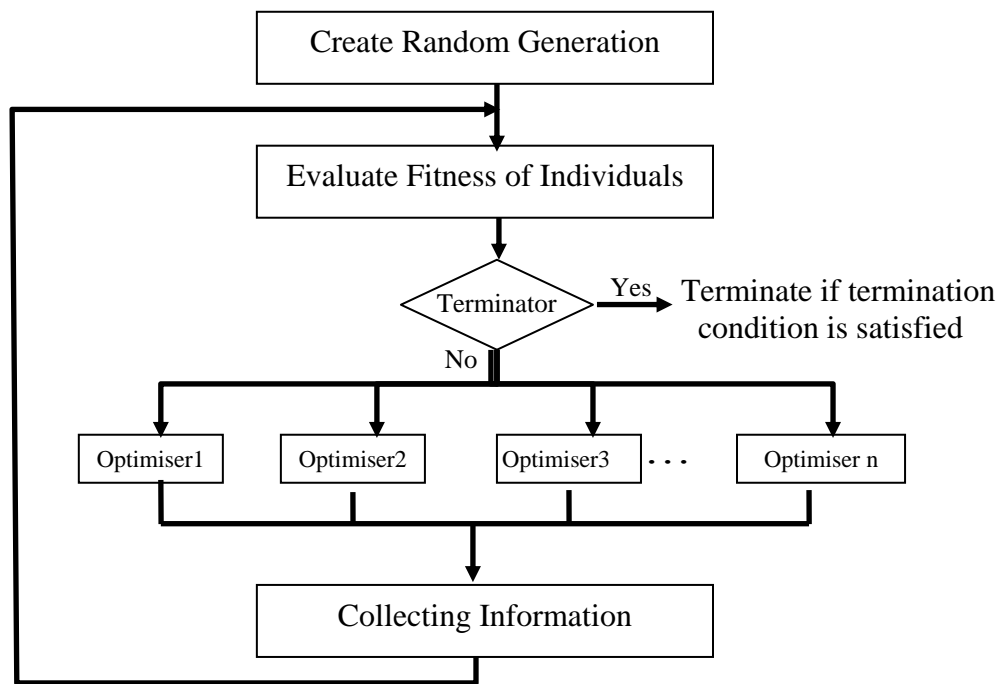 Create Random Generation
Evaluate Fitness of Individuals
Terminator
Yes
Terminate if termination
condition is satisfied
No
Optimiser1
Optimiser2
Optimiser3
. . .
Optimiser n
Collecting Information